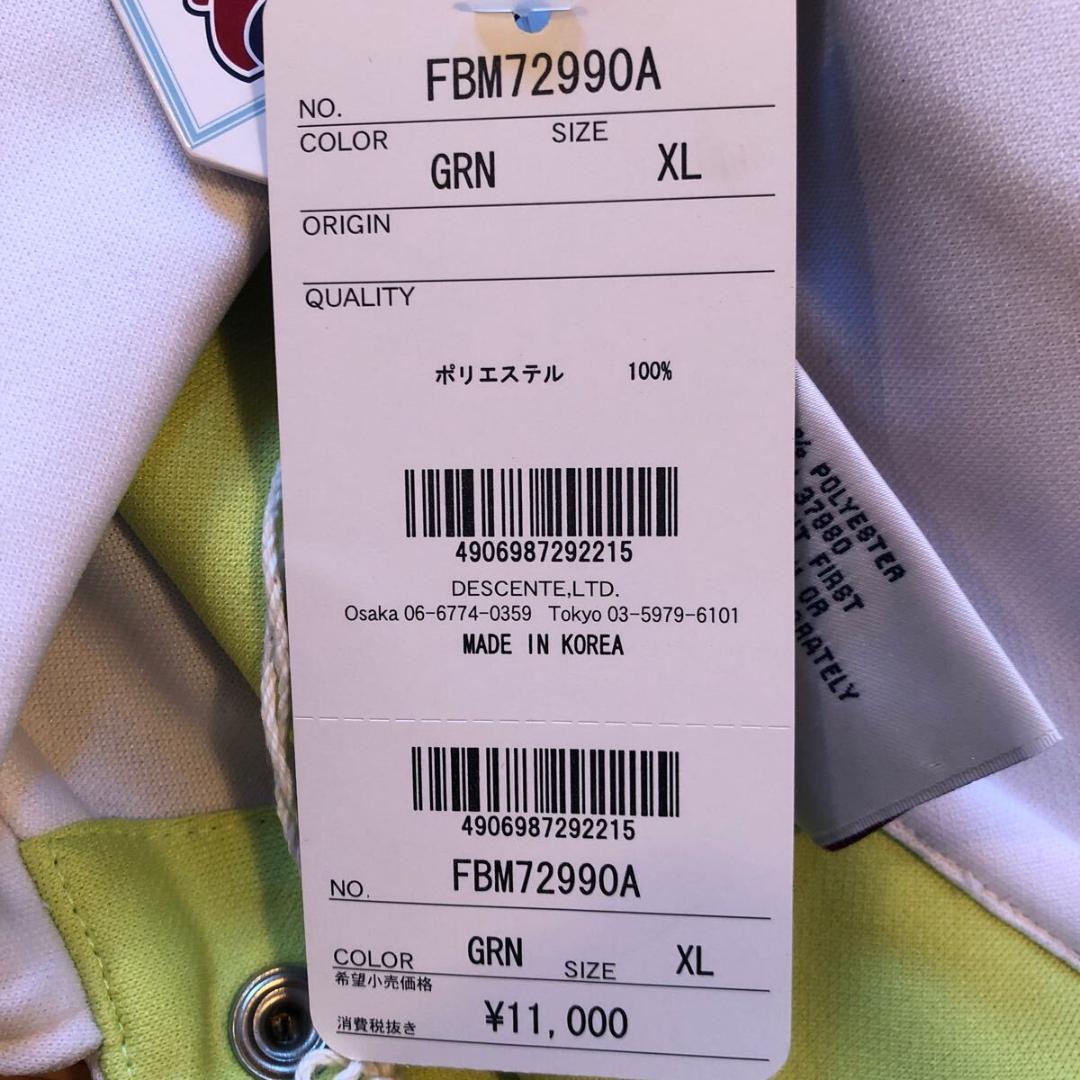 FBM72990A
NO.
COLOR SIZE
GRN XL
ORIGIN
QUALITY
ポリエステル 100%
4906987292215
DESCENTE,LTD.
Osaka 06-6774-0359 Tokyo 03-5979-6101
MADE IN KOREA
4906987292215
NO. FBM72990A
COLOR GRN SIZE XL
希望小売価格
消費税抜き ¥11,000
% POLYESTER
37880
FIRST
OR